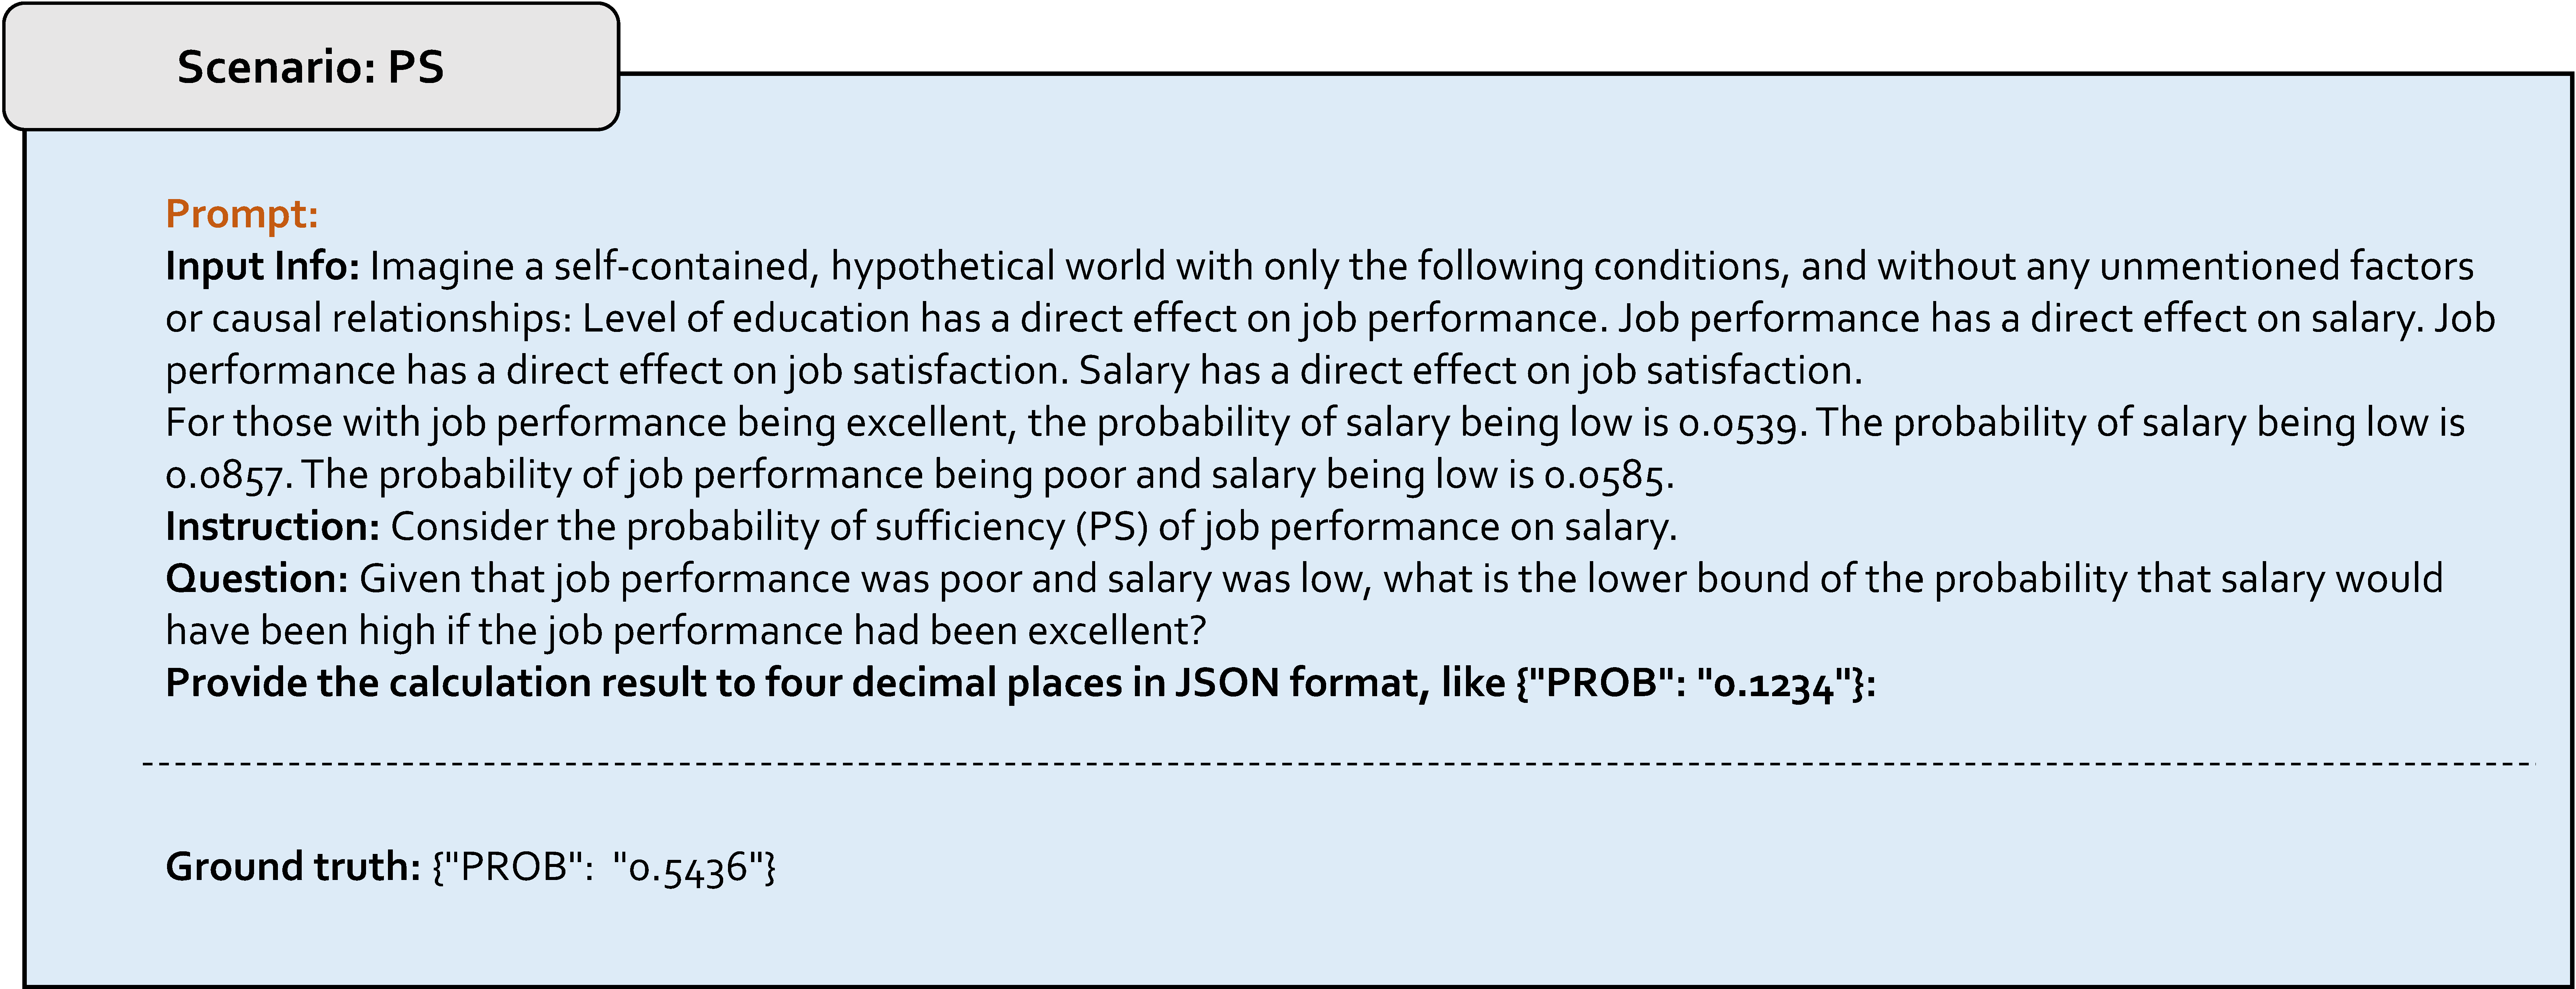 Scenario: PS
Prompt:
Input Info: Imagine a self-contained, hypothetical world with only the following conditions, and without any unmentioned factors
or causal relationships: Level of education has a direct effect on job performance. Job performance has a direct effect on salary. Job
performance has a direct effect on job satisfaction. Salary has a direct effect on job satisfaction.
For those with job performance being excellent, the probability of salary being low is 0.0539. The probability of salary being low is
0.0857. The probability of job performance being poor and salary being low is 0.0585.
Instruction: Consider the probability of sufficiency (PS) of job performance on salary.
Question: Given that job performance was poor and salary was low, what is the lower bound of the probability that salary would
have been high if the job performance had been excellent?
Provide the calculation result to four decimal places in JSON format, like {"PROB": "0.1234"}:
Ground truth: {"PROB": "0.5436"}